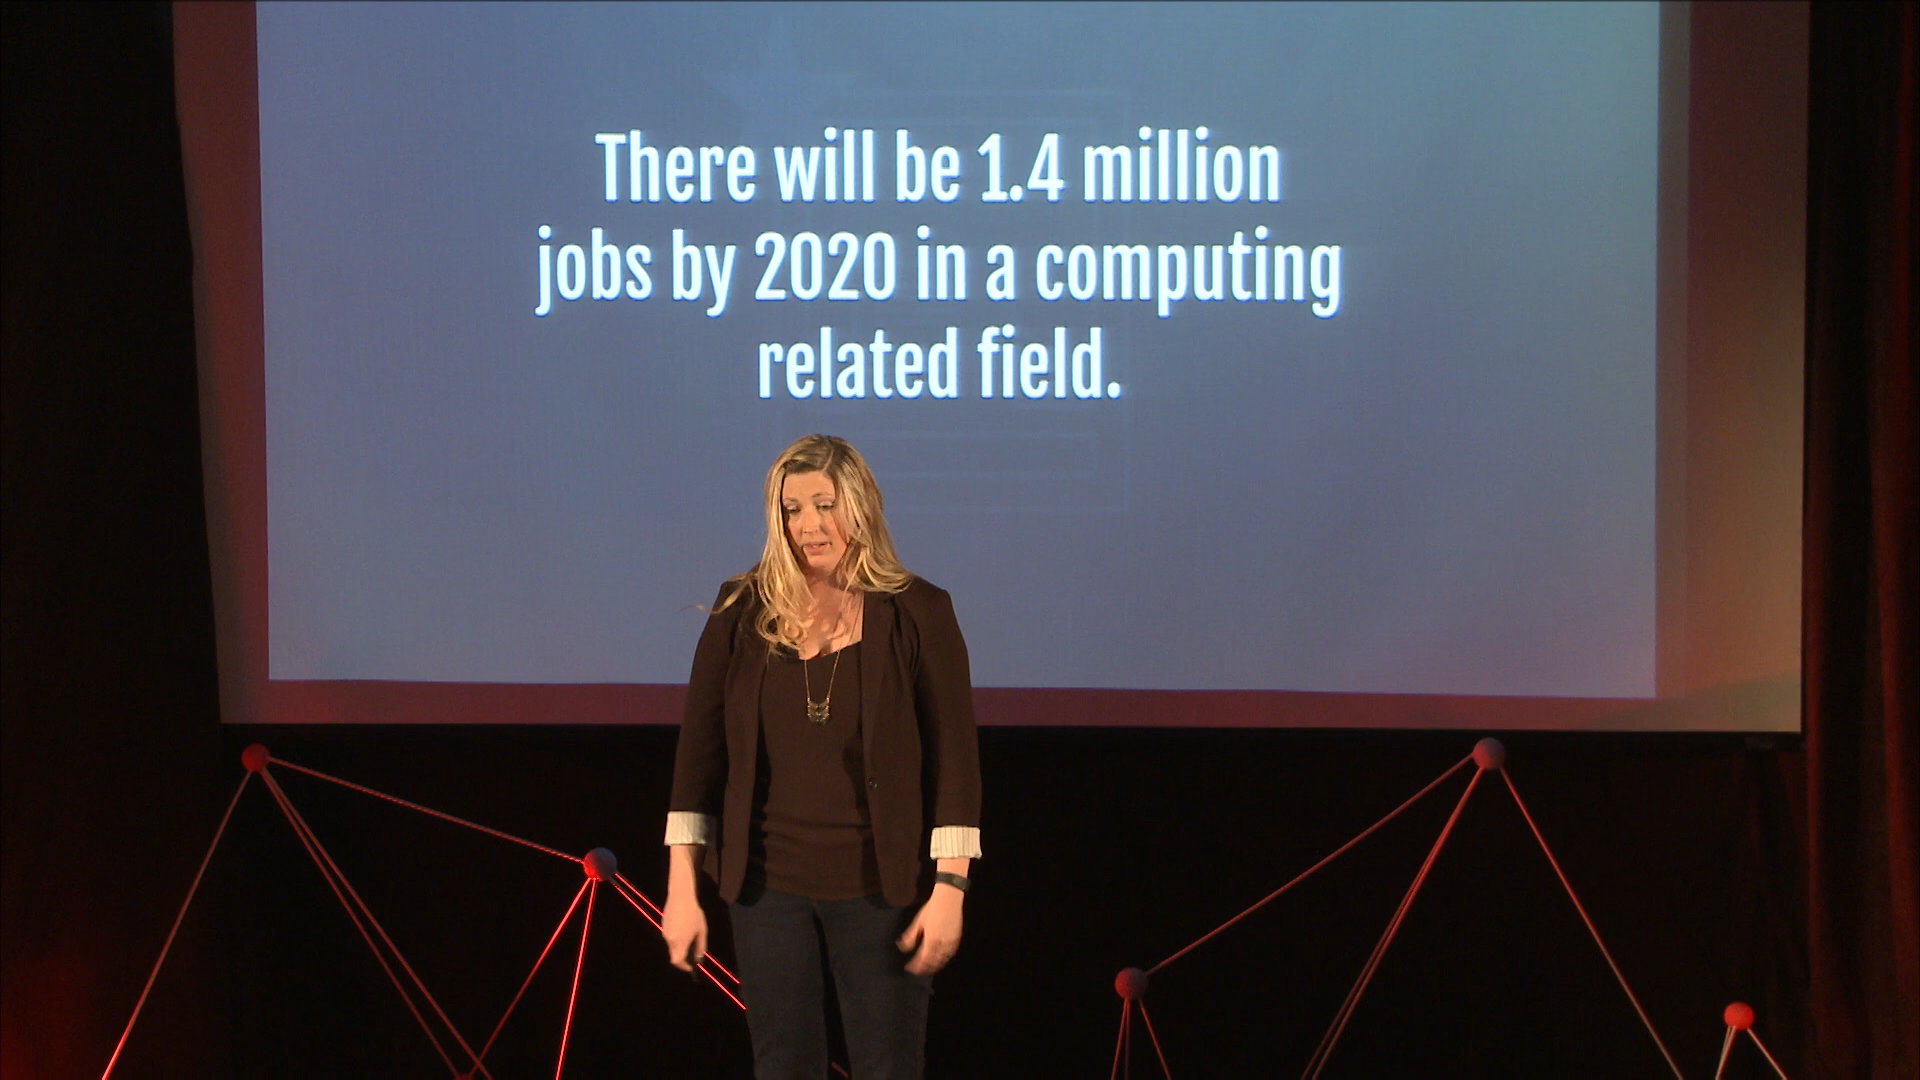 There will be 1.4 million
jobs by 2020 in a computing
related field.